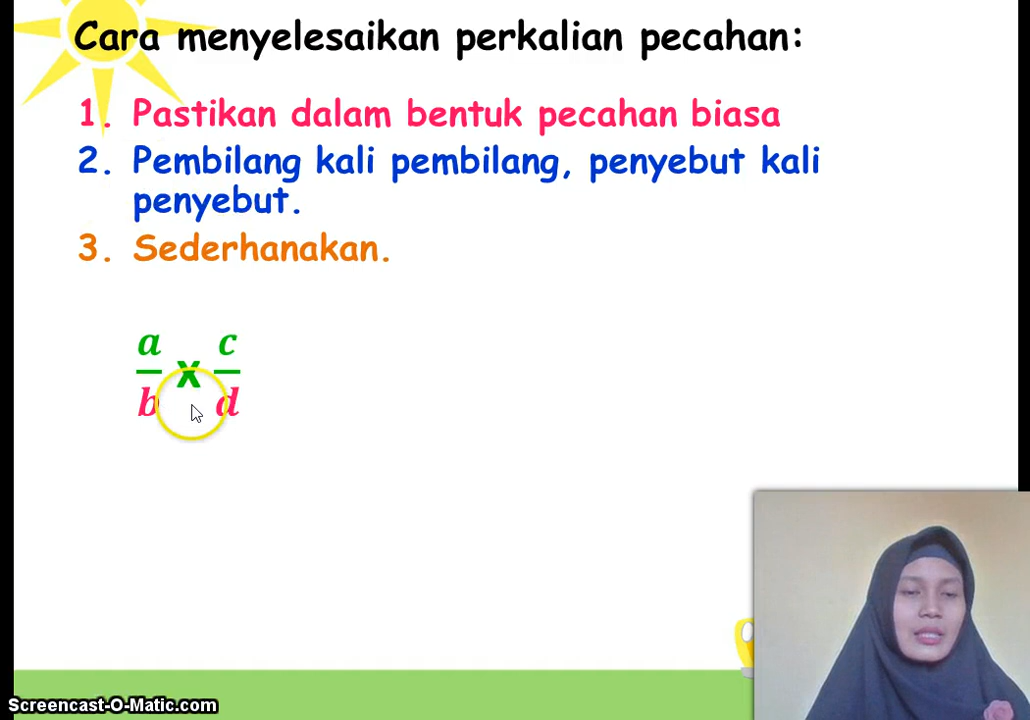 Cara menyelesaikan perkalian pecahan:
1. Pastikan dalam bentuk pecahan biasa
2. Pembilang kali pembilang, penyebut kali
penyebut.
3. Sederhanakan.
a/b x c/d
Screencast-O-Matic.com